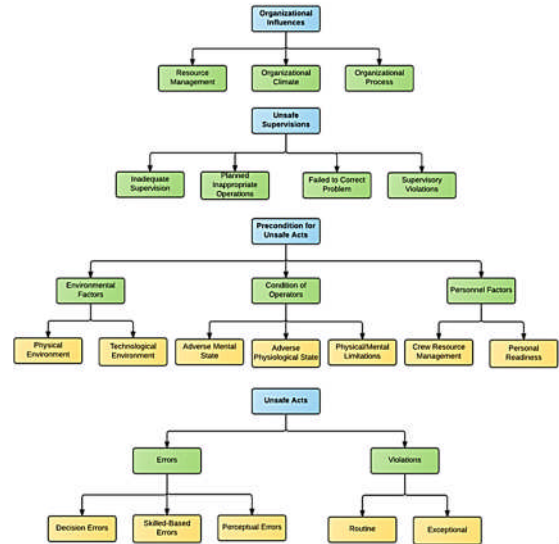 Organizational
Influences
Resource
Management
Organizational
Climate
Organizational
Process
Unsafe
Supervisions
Inadequate
Supervision
Planned
Inappropriate
Operations
Failed to Correct
Problem
Supervisory
Violations
Precondition for
Unsafe Acts
Environmental
Factors
Condition of
Operators
Personnel Factors
Physical
Environment
Technological
Environment
Adverse Mental
State
Adverse
Physiological State
Physical/Mental
Limitations
Crew Resource
Management
Personal
Readiness
Unsafe Acts
Errors
Violations
Decision Errors
Skilled-Based
Errors
Perceptual Errors
Routine
Exceptional